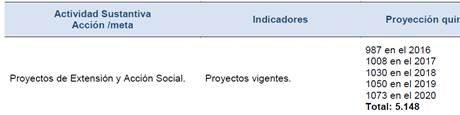 Actividad Sustantiva
Acción /meta
Indicadores
Proyección
Proyectos de Extensión y Acción Social.
Proyectos vigentes.
987 en el 2016
1008 en el 2017
1030 en el 2018
1050 en el 2019
1073 en el 2020
Total: 5.148